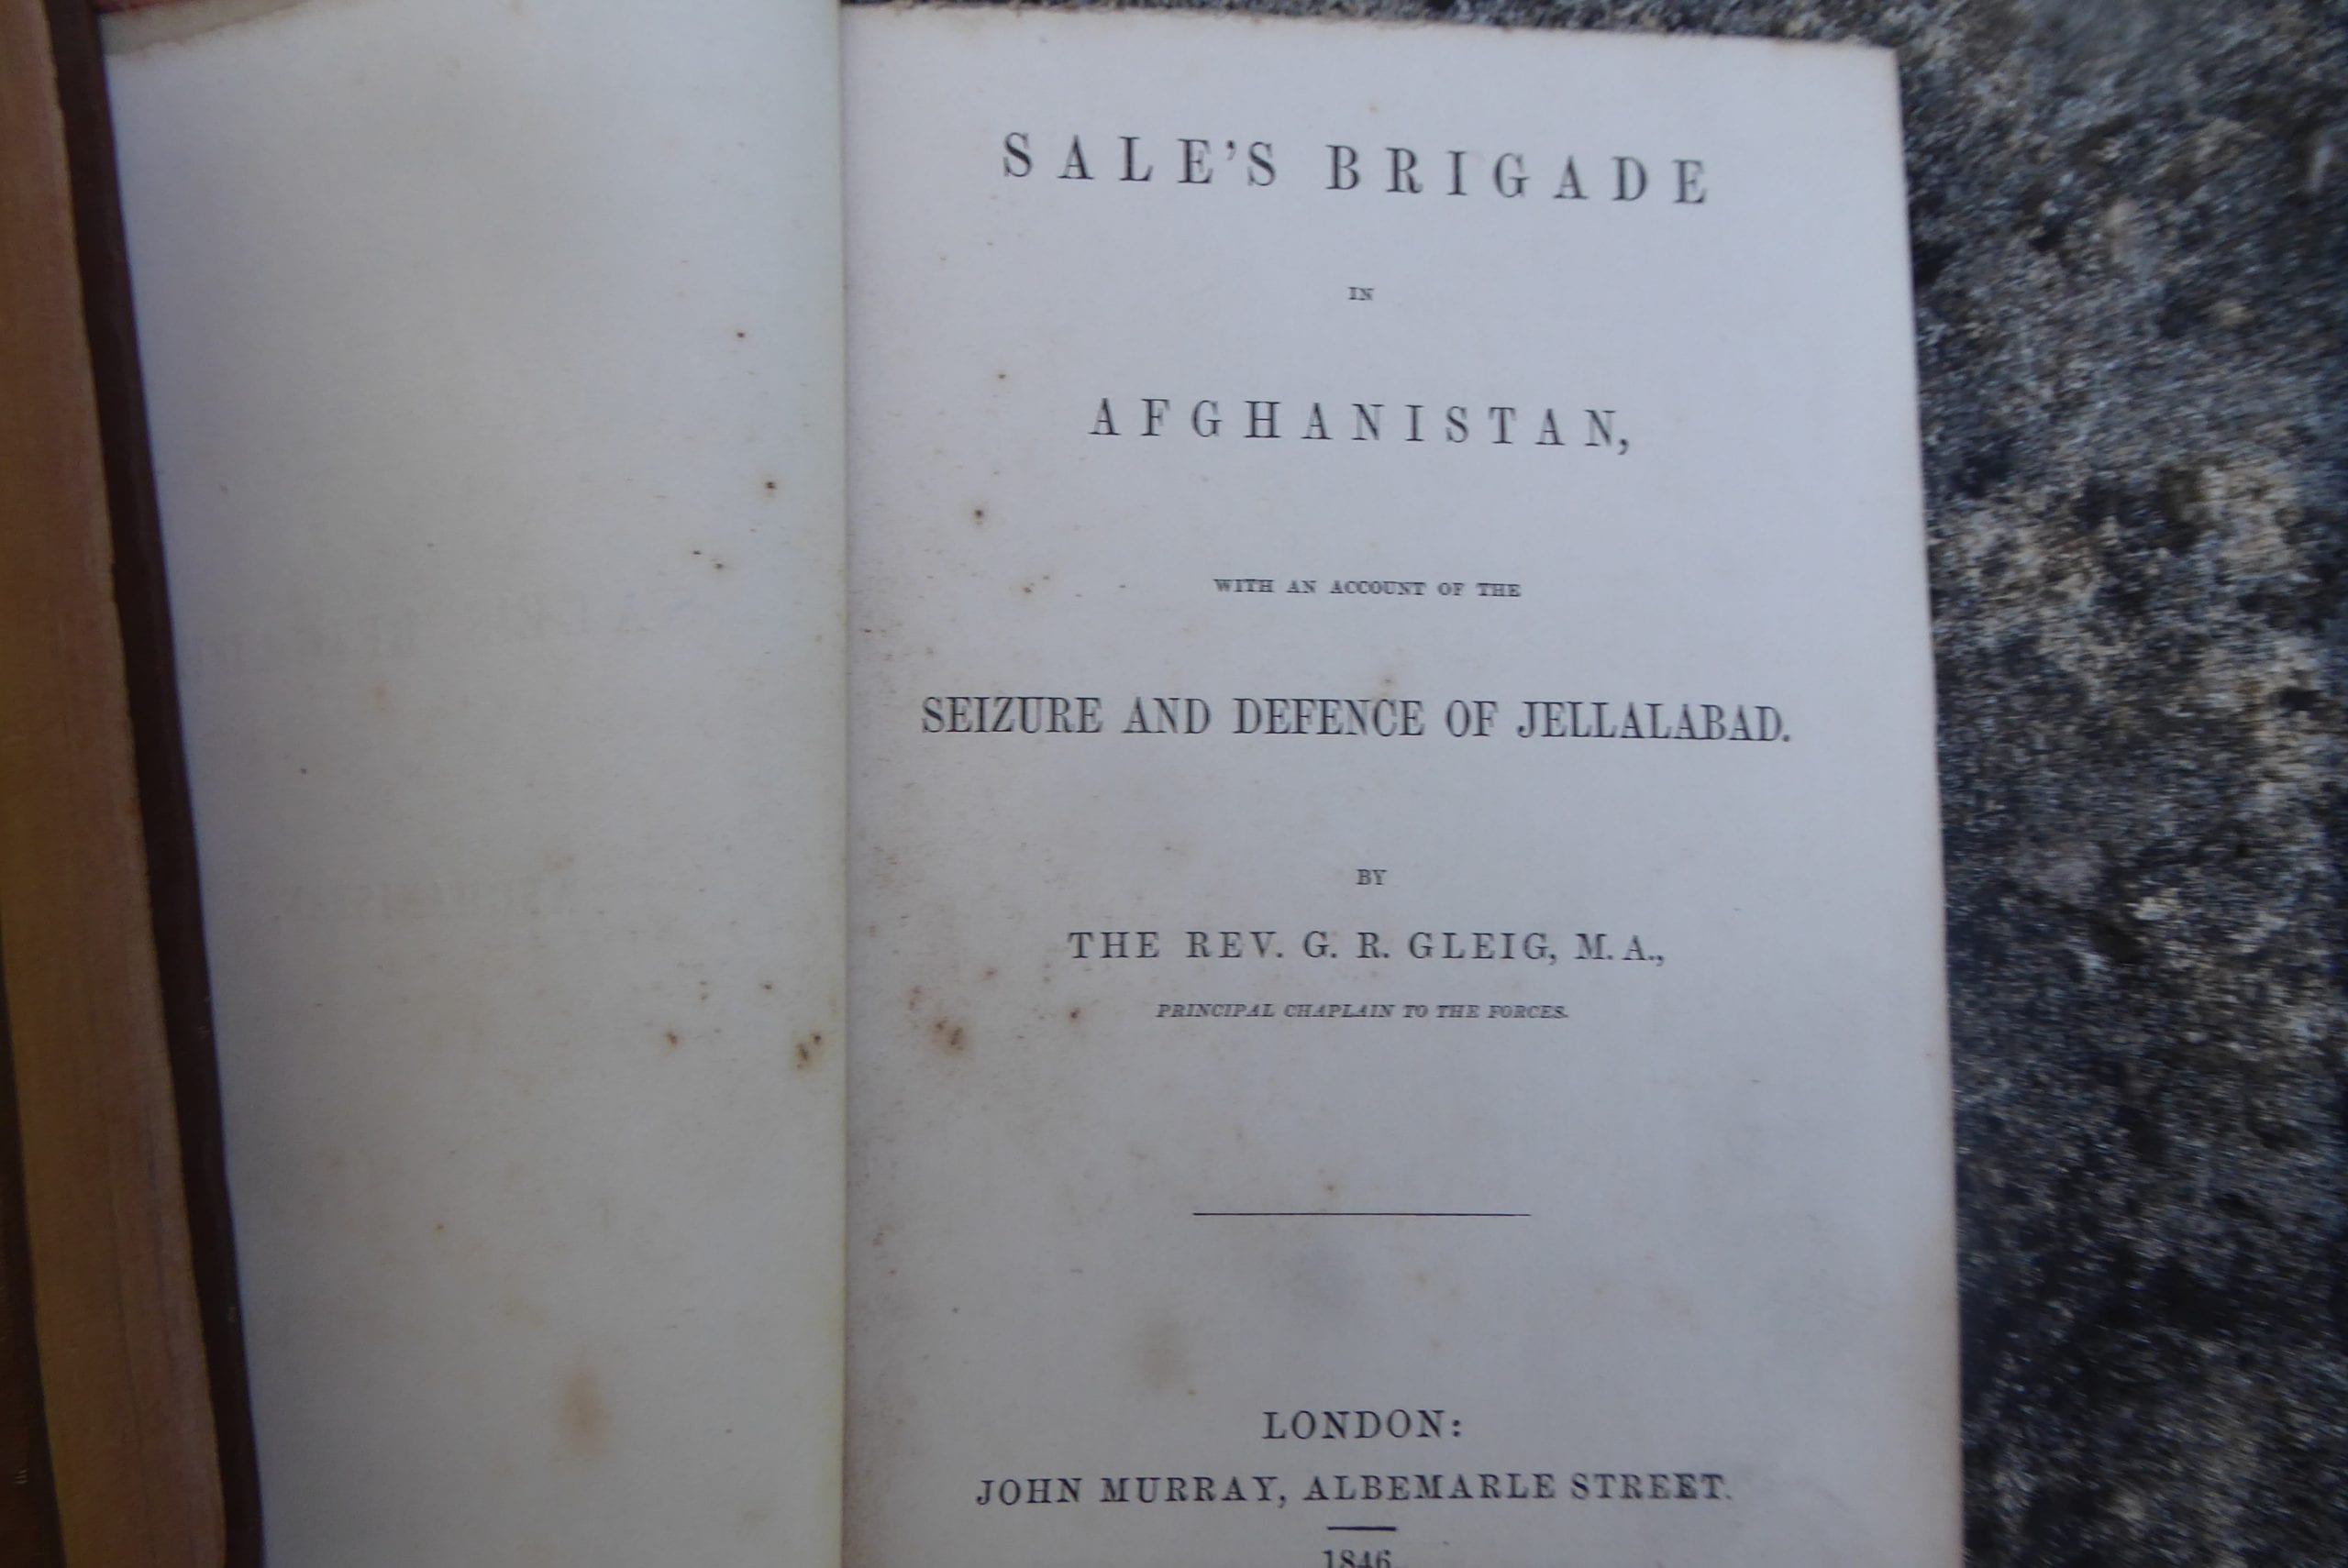 SALE'S BRIGADE
IN
AFGHANISTAN,
WITH AN ACCOUNT OF THE
SEIZURE AND DEFENCE OF JELLALABAD.
BY
THE REV. G. R. GLEIG, M.A.,
PRINCIPAL CHAPLAIN TO THE FORCES.
LONDON:
JOHN MURRAY, ALBEMARLE STREET.
1846